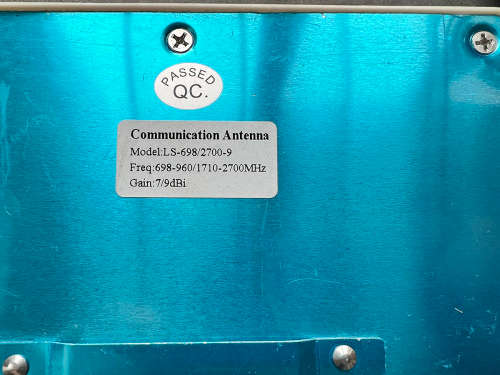 PASSED
QC.
Communication Antenna
Model:LS-698/2700-9
Freq:698-960/1710-2700MHz
Gain:7/9dBi